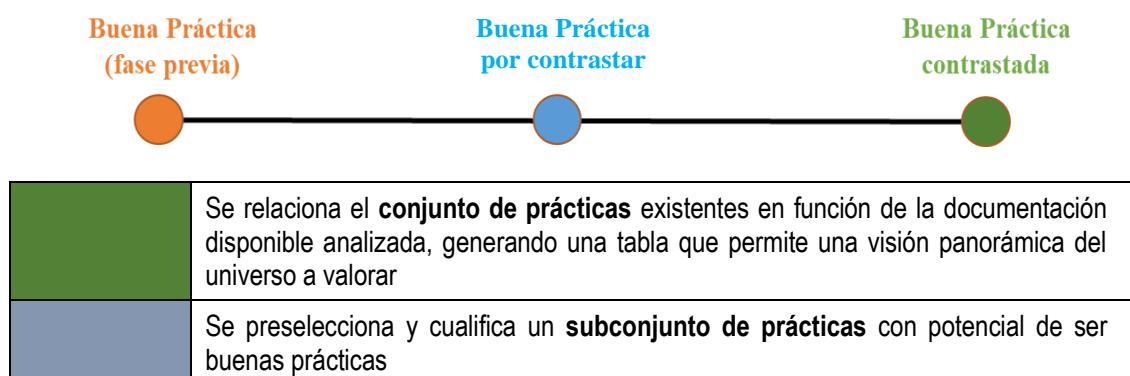 Buena Práctica
(fase previa)
Buena Práctica
por contrastar
Buena Práctica
contrastada
Se relaciona el conjunto de prácticas existentes en función de la documentación
disponible analizada, generando una tabla que permite una visión panorámica del
universo a valorar
Se preselecciona y cualifica un subconjunto de prácticas con potencial de ser
buenas prácticas